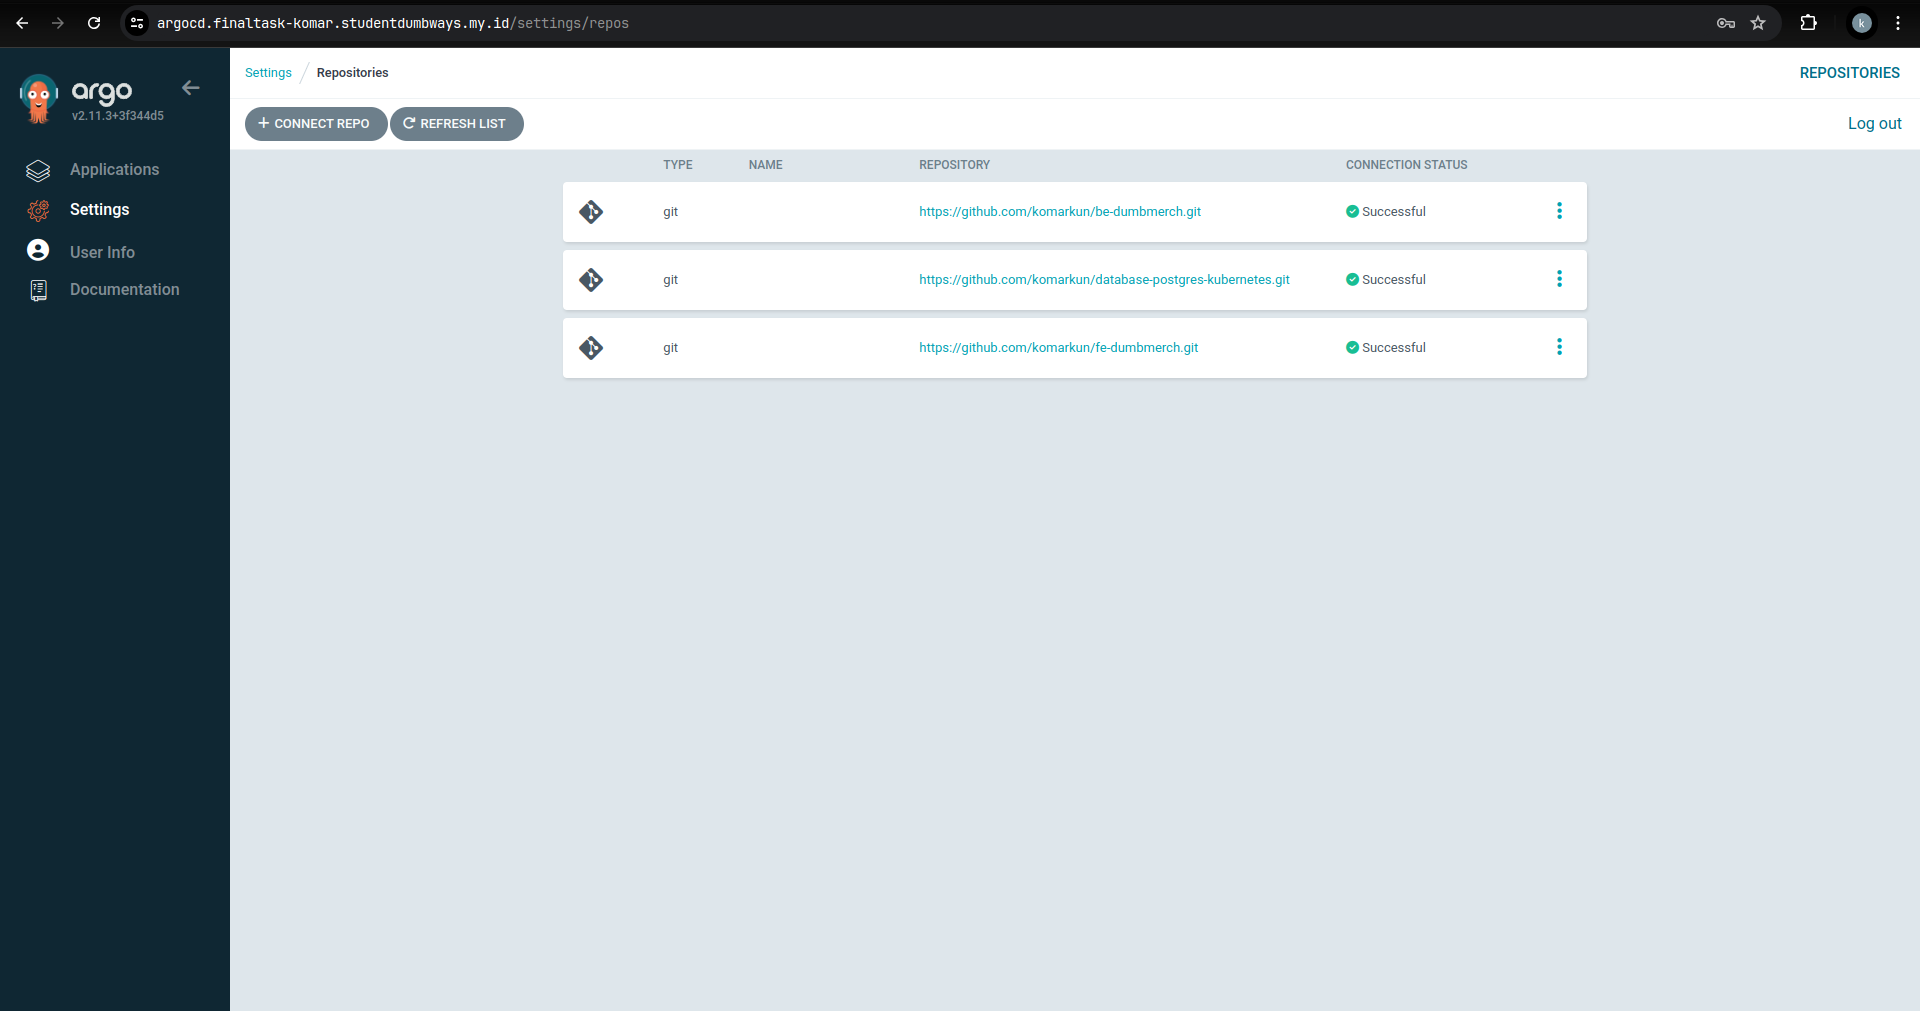 argocd.finaltask-komar.studentdumbways.my.id/settings/repos
k
argo
v2.11.3+3f344d5
Applications
Settings
User Info
Documentation
Settings / Repositories
REPOSITORIES
+ CONNECT REPO
REFRESH LIST
Log out
TYPE NAME REPOSITORY CONNECTION STATUS
git https://github.com/komarkun/be-dumbmerch.git Successful
git https://github.com/komarkun/database-postgres-kubernetes.git Successful
git https://github.com/komarkun/fe-dumbmerch.git Successful